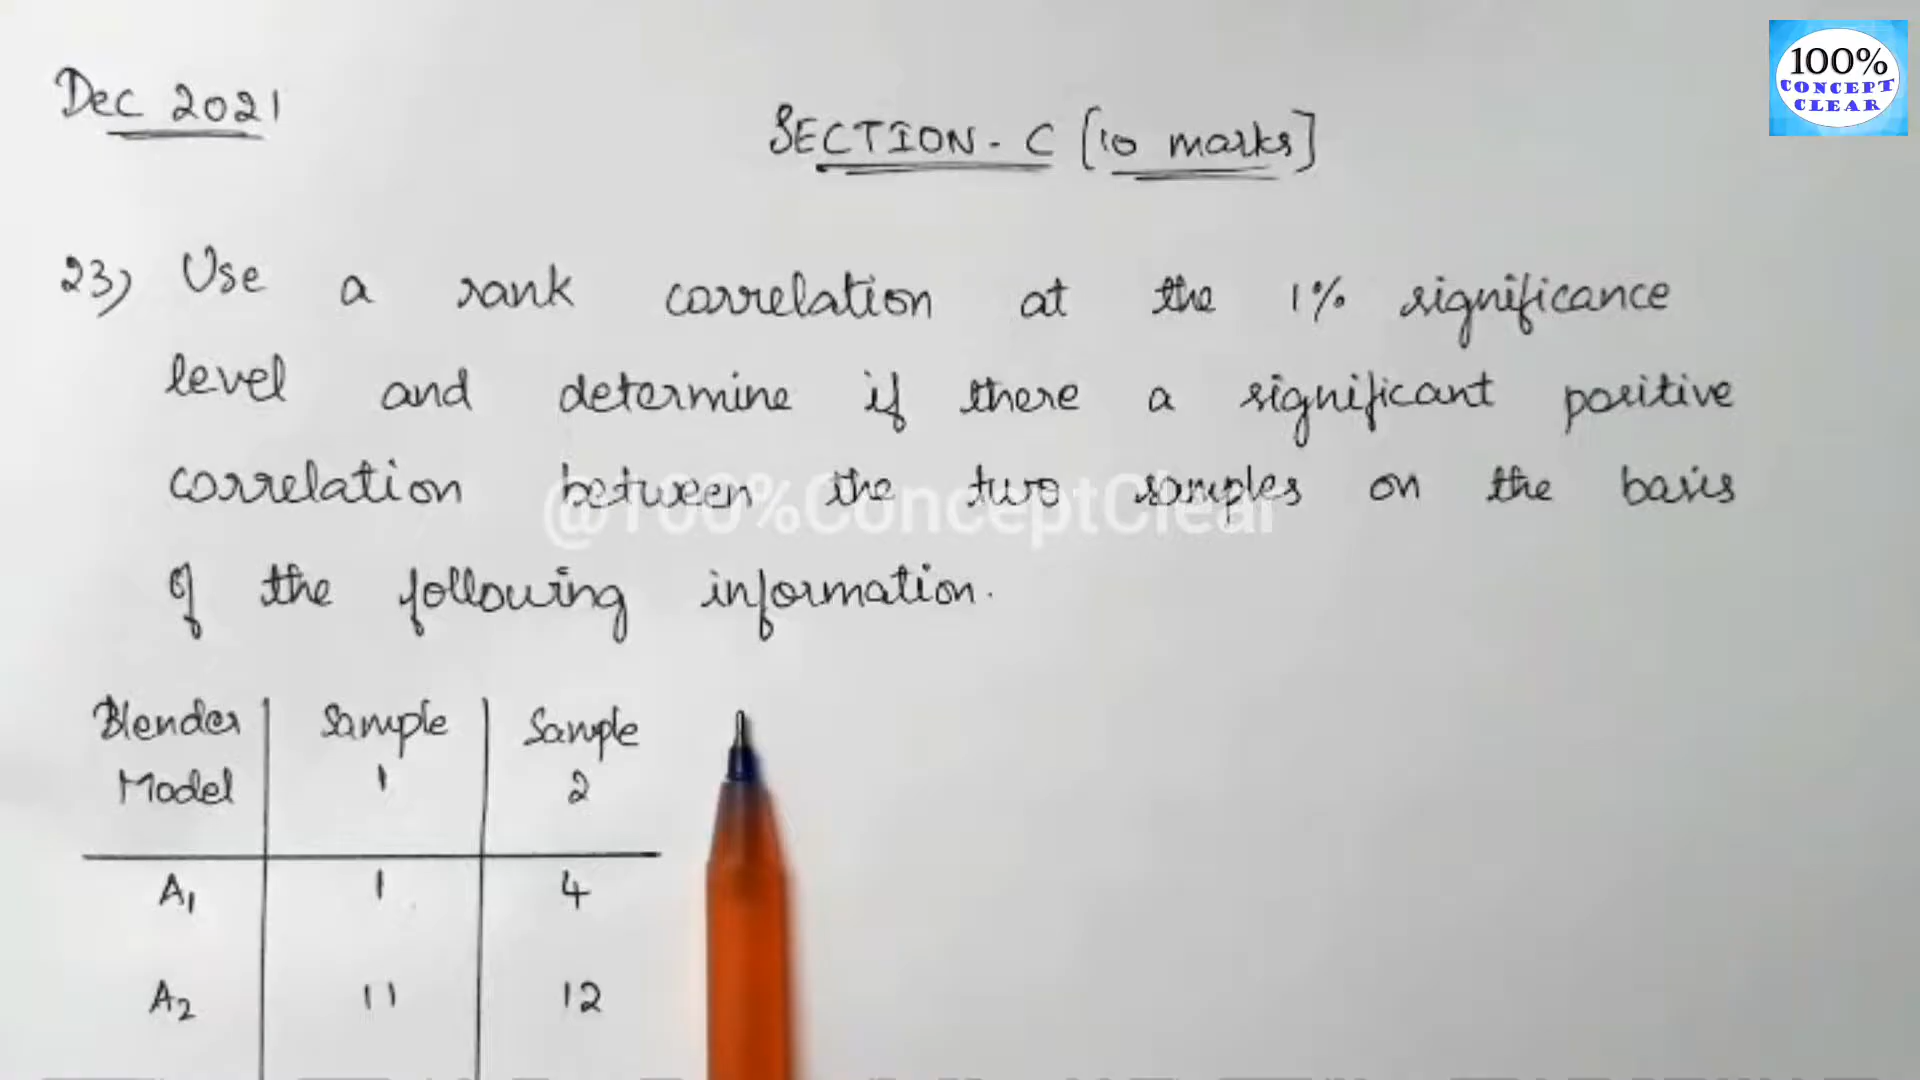 Dec 2021
SECTION - C [10 marks]
100%
CONCEPT
CLEAR
23) Use a rank correlation at the 1% significance
level and determine if there a significant positive
correlation between the two samples on the basis
of the following information.
@100%ConceptClear
Blender Model | Sample 1 | Sample 2
A1 | 1 | 4
A2 | 11 | 12